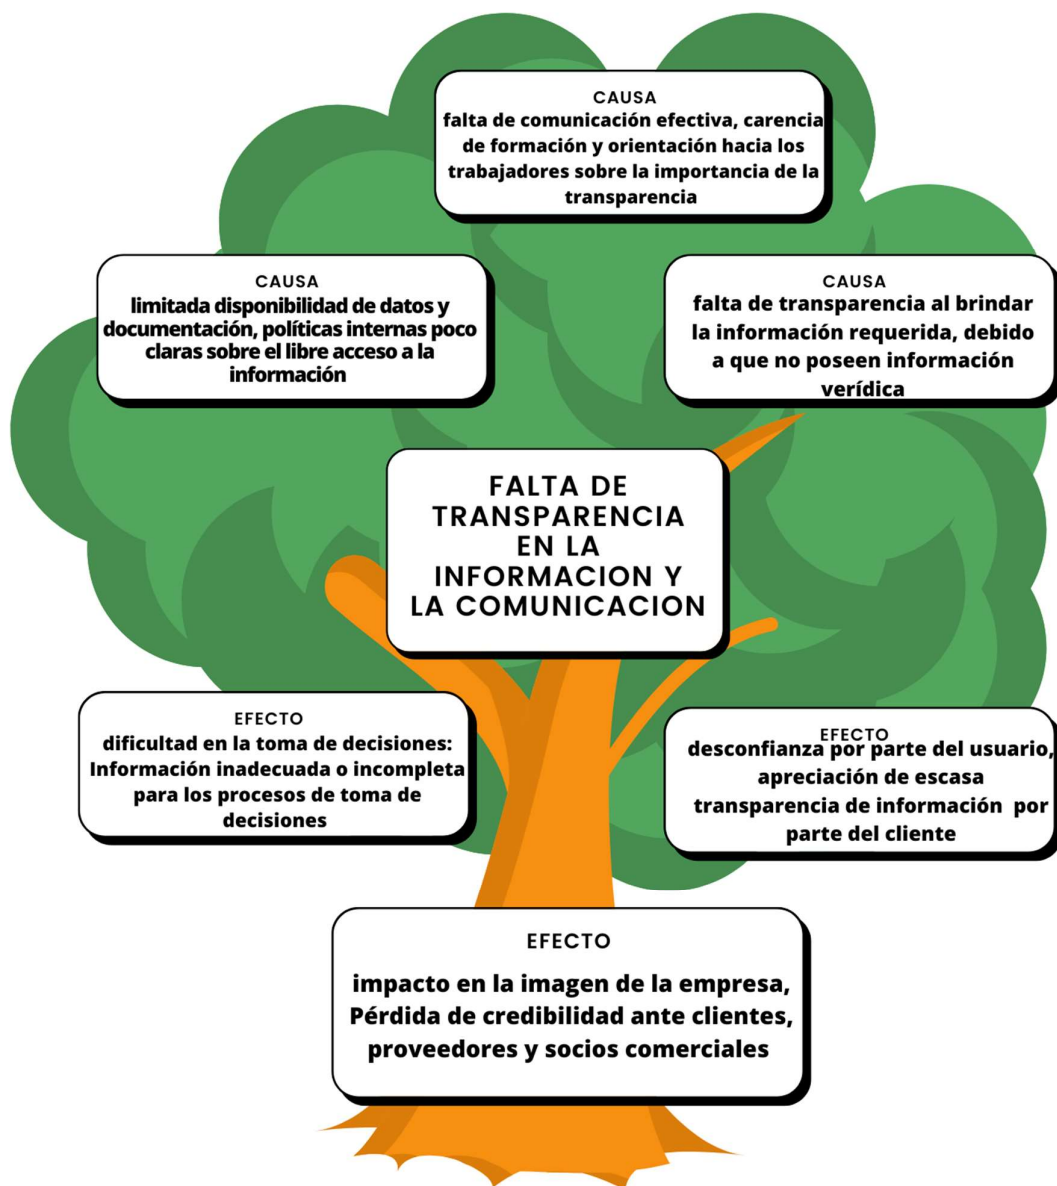 CAUSA
falta de comunicación efectiva, carencia
de formación y orientación hacia los
trabajadores sobre la importancia de la
transparencia
CAUSA
limitada disponibilidad de datos y
documentación, políticas internas poco
claras sobre el libre acceso a la
información
CAUSA
falta de transparencia al brindar
la información requerida, debido
a que no poseen información
verídica
FALTA DE
TRANSPARENCIA
EN LA
INFORMACION Y
LA COMUNICACION
EFECTO
dificultad en la toma de decisiones:
Información inadecuada o incompleta
para los procesos de toma de
decisiones
EFECTO
desconfianza por parte del usuario,
apreciación de escasa
transparencia de información por
parte del cliente
EFECTO
impacto en la imagen de la empresa,
Pérdida de credibilidad ante clientes,
proveedores y socios comerciales